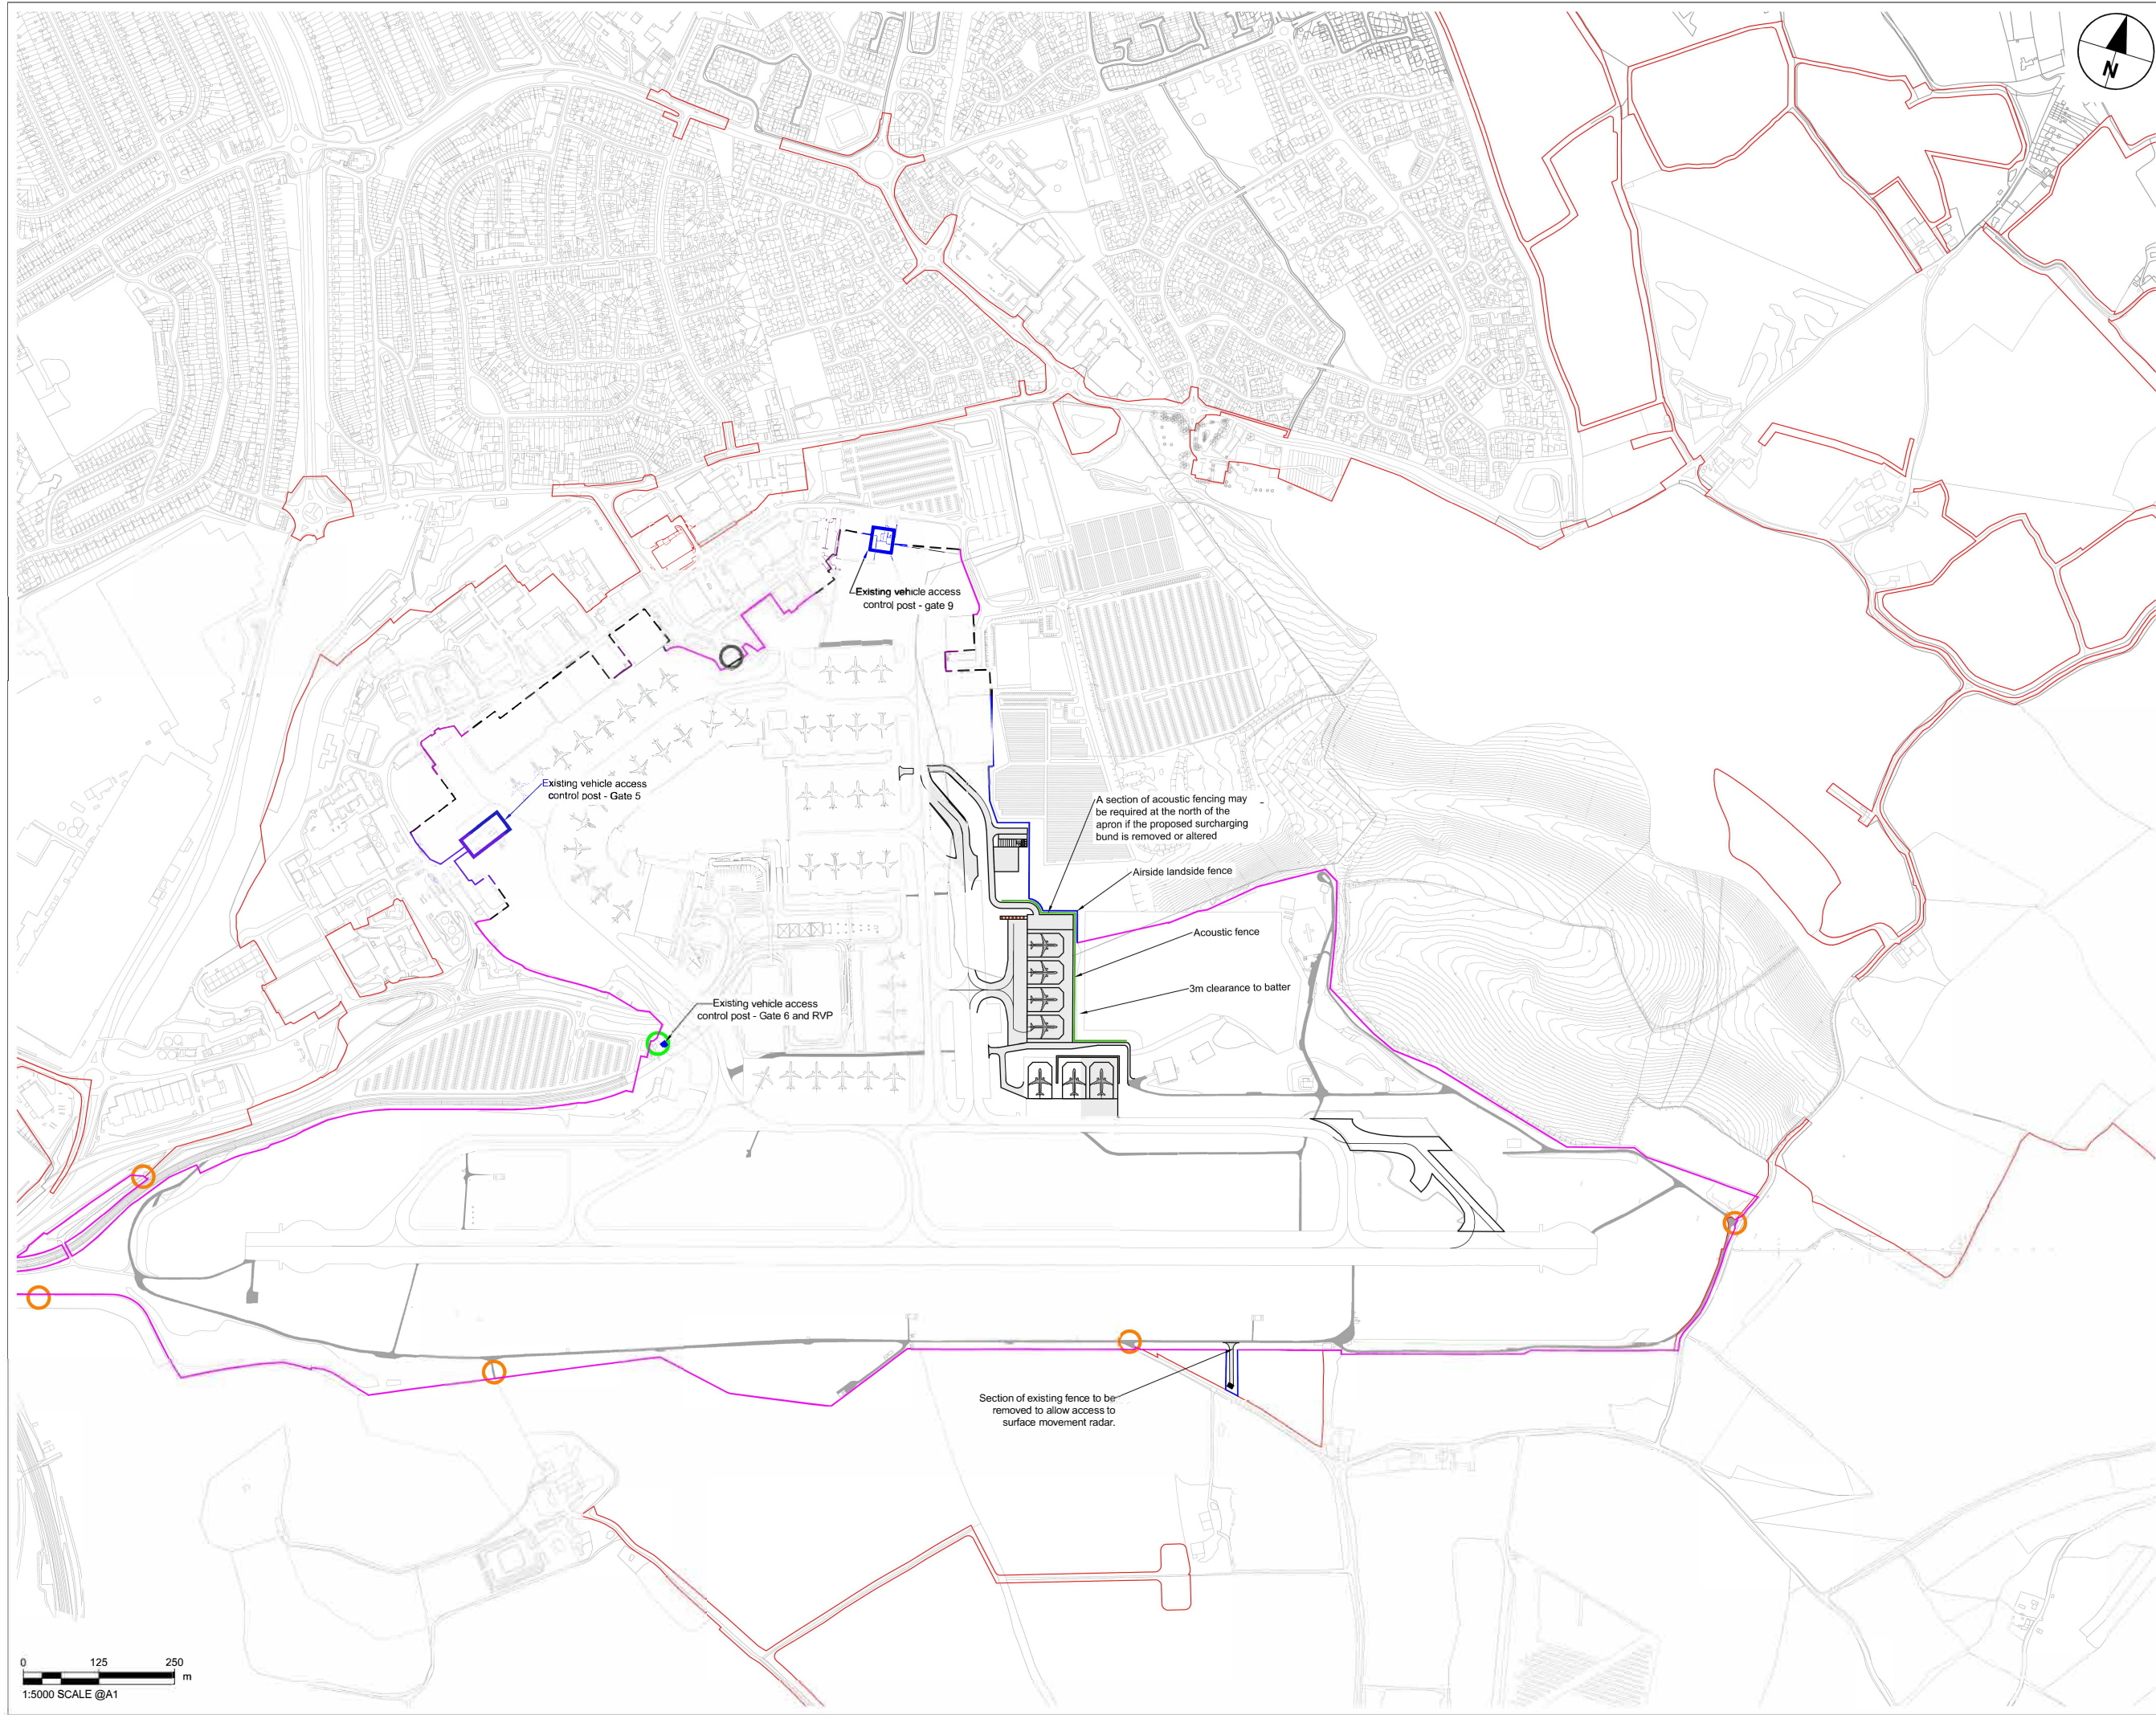 N
Existing vehicle access
control post - gate 9
Existing vehicle access
control post - Gate 5
A section of acoustic fencing may
be required at the north of the
apron if the proposed surcharging
bund is removed or altered
Airside landside fence
Acoustic fence
3m clearance to batter
Existing vehicle access
control post - Gate 6 and RVP
Section of existing fence to be
removed to allow access to
surface movement radar.
0 125 250
m
1:5000 SCALE @A1